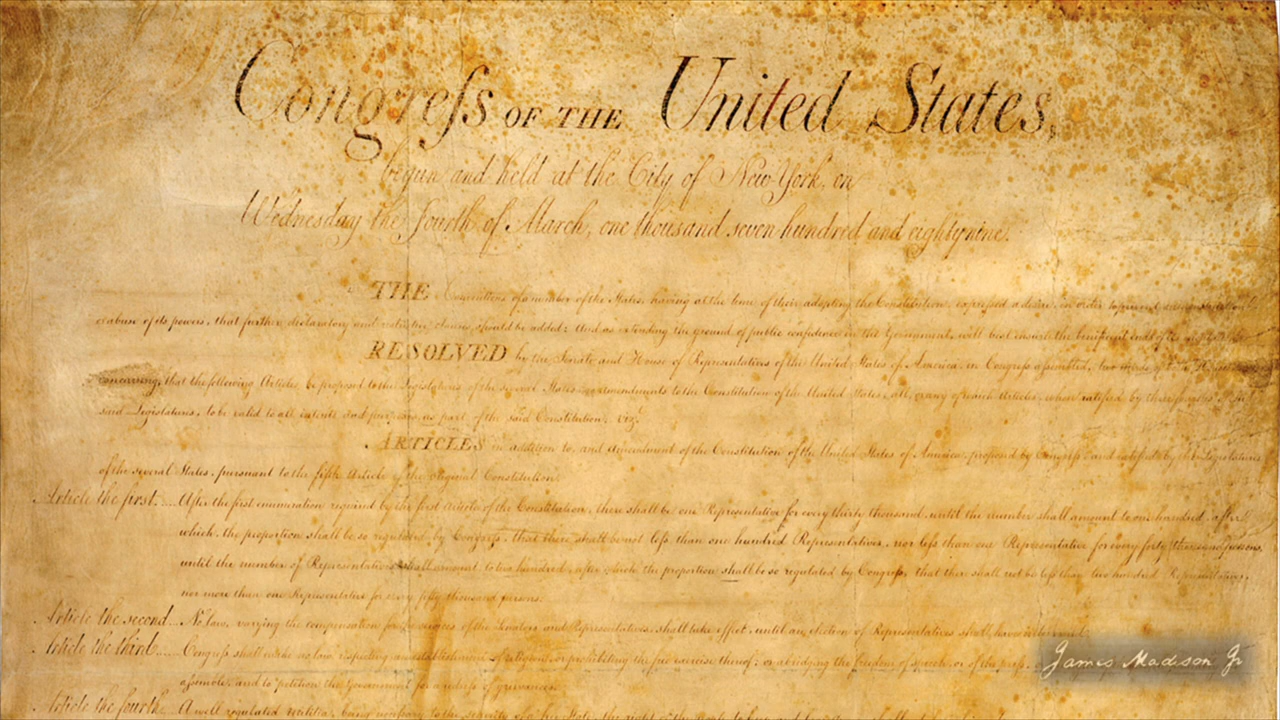 Congreſs OF THE United States,
begun and held at the City of New York, on
Wednesday the fourth of March, one thousand seven hundred and eighty nine.
THE Conventions of a number of the States, having at the time of their adopting the Constitution, expressed a desire, in order to prevent
or abuse of its powers, that further declaratory and restrictive clauses should be added: And as extending the ground of public confidence in the Government, will best ensure the beneficent ends of its
RESOLVED by the Senate and House of Representatives of the United States of America, in Congreſs aſsembled, two thirds of
concurring, that the following Articles be proposed to the Legislatures of the several States, as amendments to the Constitution of the United States, all, or any of which Articles, when ratified by three fourths of the
said Legislatures, to be valid to all intents and purposes, as part of the said Constitution; Viz.t
ARTICLES in addition to, and Amendment of the Constitution of the United States of America, proposed by Congreſs and ratified by the Legislatures
of the several States, pursuant to the fifth Article of the original Constitution.
Article the first.... After the first enumeration required by the first Article of the Constitution, there shall be one Representative for every thirty thousand, until the number shall amount to one hundred, after
which, the proportion shall be so regulated by Congreſs, that there shall be not leſs than one hundred Representatives, nor leſs than one Representative for every forty thousand persons,
until the number of Representatives shall amount to two hundred, after which the proportion shall be so regulated by Congreſs, that there shall not be leſs than two hundred Representatives,
nor more than one Representative for every fifty thousand persons.
Article the second... No law, varying the compensation for the services of the Senators and Representatives, shall take effect, until an election of Representatives shall have intervened.
Article the third...... Congreſs shall make no law respecting an establishment of religion, or prohibiting the free exercise thereof; or abridging the freedom of speech, or of the preſs,
aſsemble, and to petition the Government for a redreſs of grievances.
Article the fourth.. A well regulated militia, being neceſsary to the security of a free State, the right of the People to keep and bear
James Madison Jr